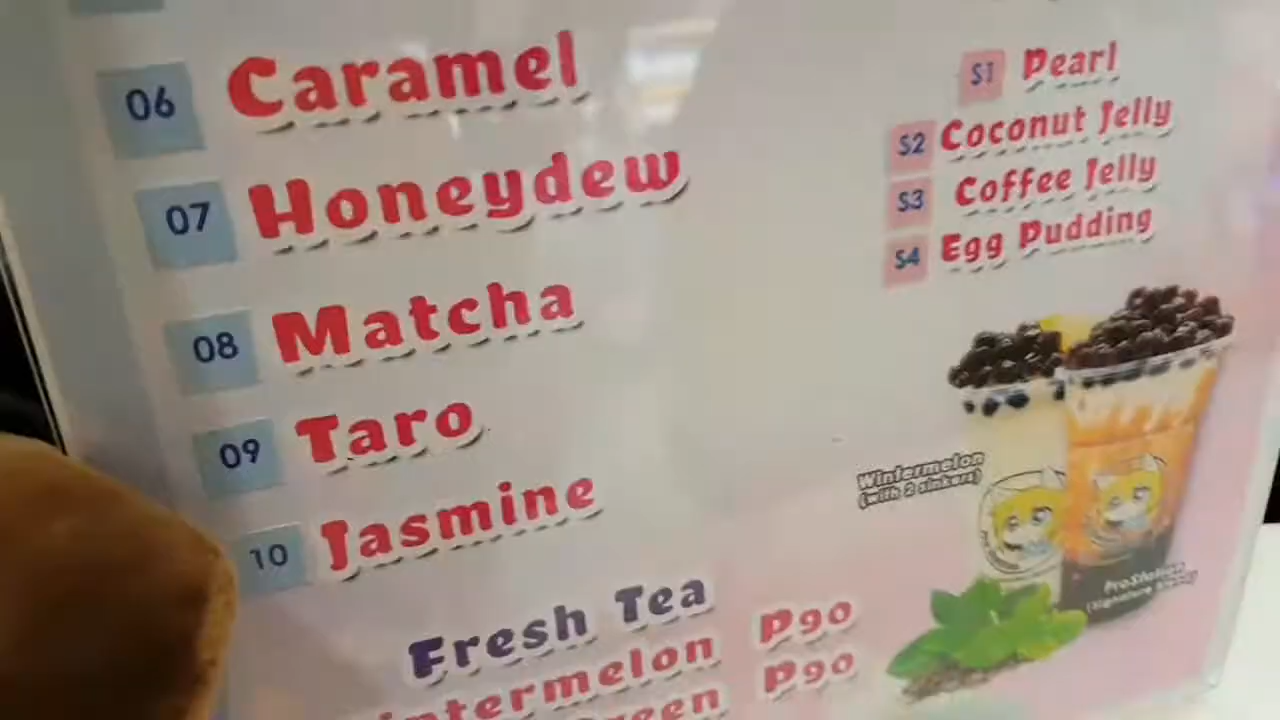 06 Caramel
07 Honeydew
08 Matcha
09 Taro
10 Jasmine
Fresh Tea
P90
P90
S1 Pearl
S2 Coconut Jelly
S3 Coffee Jelly
S4 Egg Pudding
Wintermelon
(with 2 sinkers)